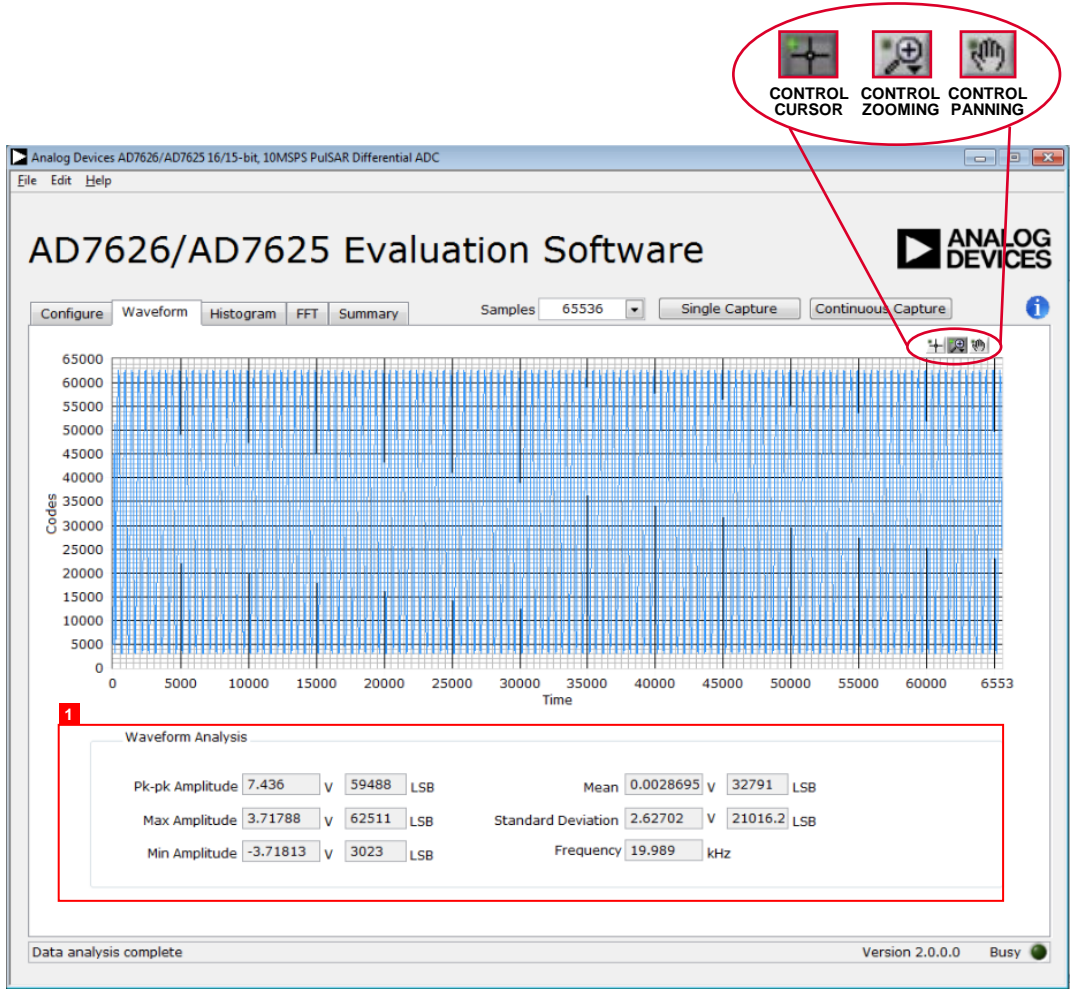 CONTROL CURSOR
CONTROL ZOOMING
CONTROL PANNING
Analog Devices AD7626/AD7625 16/15-bit, 10MSPS PulSAR Differential ADC
File Edit Help
AD7626/AD7625 Evaluation Software
ANALOG DEVICES
Configure Waveform Histogram FFT Summary Samples 65536 Single Capture Continuous Capture i
65000
60000
55000
50000
45000
40000
35000
30000
25000
20000
15000
10000
5000
0
Codes
0 5000 10000 15000 20000 25000 30000 35000 40000 45000 50000 55000 60000 6553
Time
1
Waveform Analysis
Pk-pk Amplitude 7.436 V 59488 LSB Mean 0.0028695 V 32791 LSB
Max Amplitude 3.71788 V 62511 LSB Standard Deviation 2.62702 V 21016.2 LSB
Min Amplitude -3.71813 V 3023 LSB Frequency 19.989 kHz
Data analysis complete Version 2.0.0.0 Busy